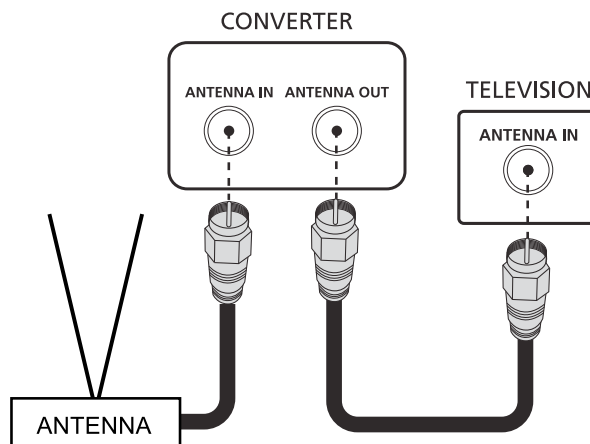 CONVERTER
ANTENNA IN ANTENNA OUT
TELEVISION
ANTENNA IN
ANTENNA